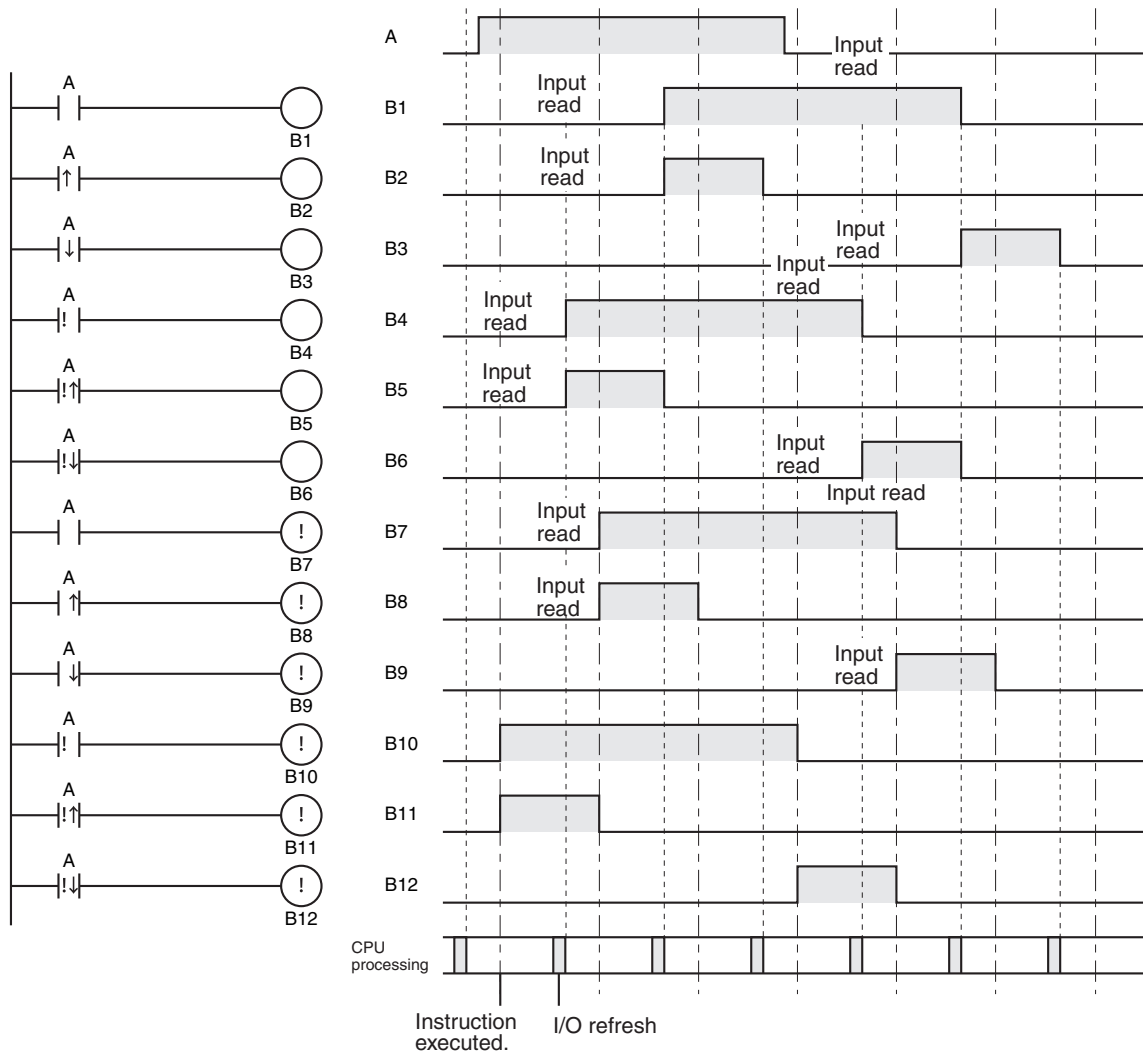 A
B1
A
↑
B2
A
↓
B3
A
!
B4
A
!↑
B5
A
!↓
B6
A
!
B7
A
↑
!
B8
A
↓
!
B9
A
!
!
B10
A
!↑
!
B11
A
!↓
!
B12
A
Input
read
B1
Input
read
B2
Input
read
B3
Input
read
Input
read
B4
Input
read
B5
Input
read
B6
Input
read
Input read
B7
Input
read
B8
Input
read
B9
Input
read
B10
B11
B12
CPU
processing
Instruction
executed.
I/O refresh